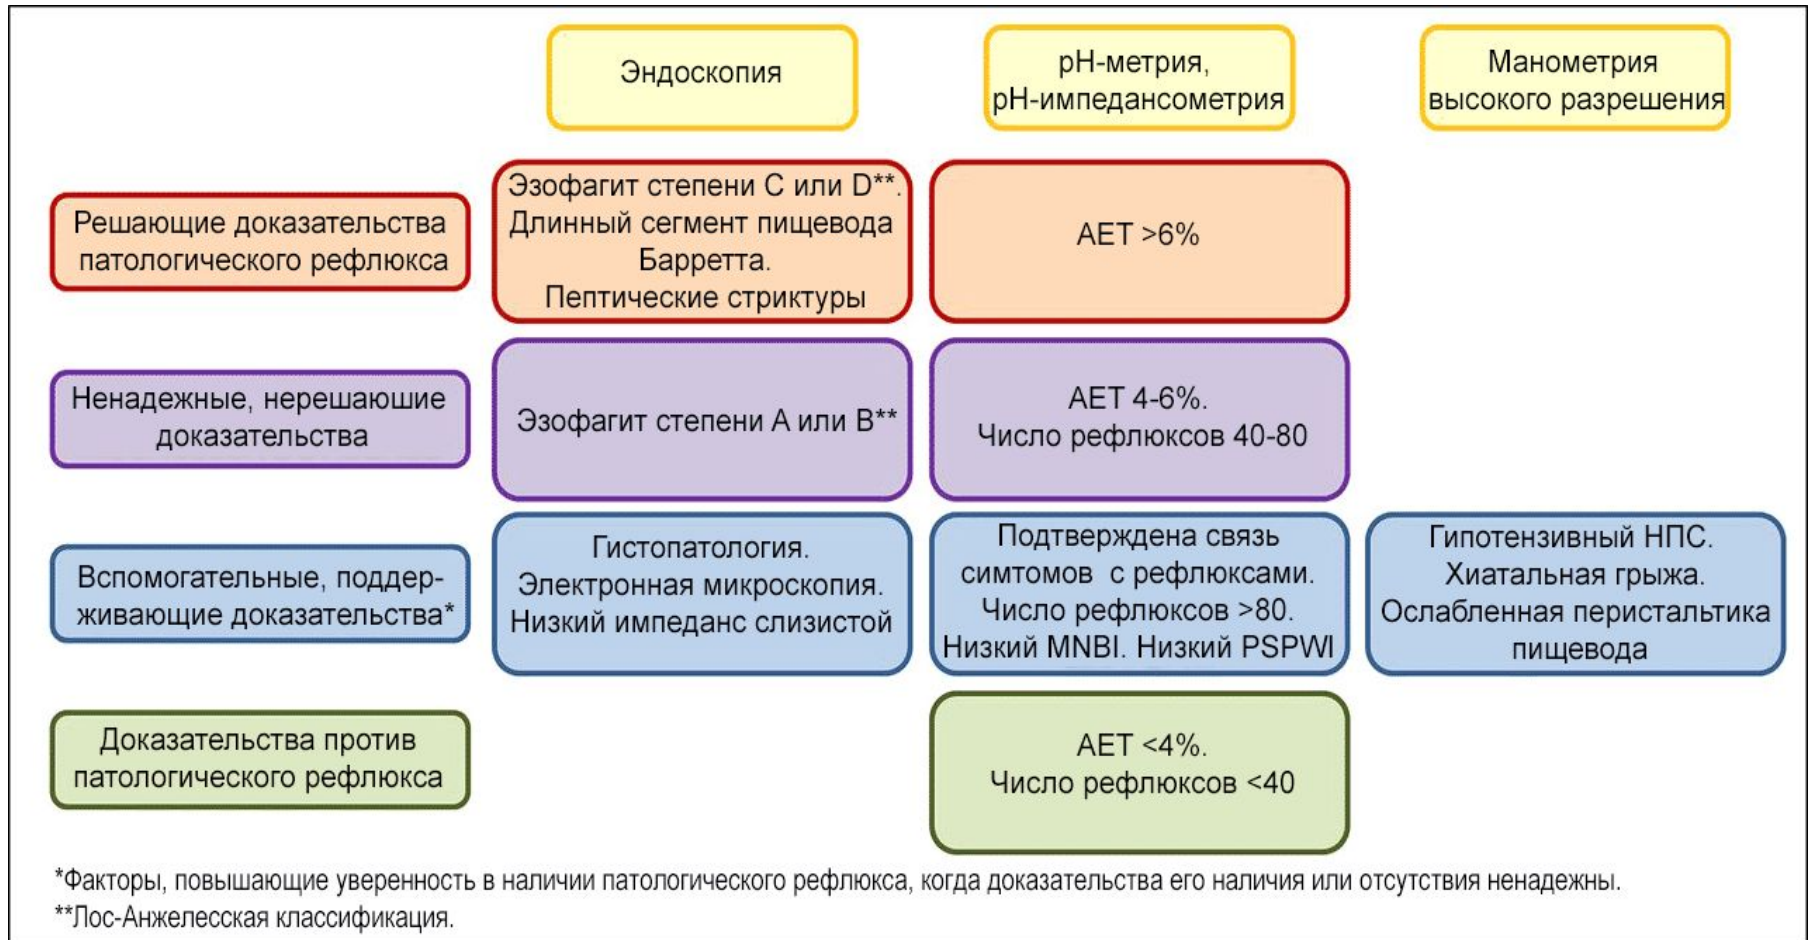 Эндоскопия
pH-метрия,
pH-импедансометрия
Манометрия
высокого разрешения
Решающие доказательства
патологического рефлюкса
Эзофагит степени C или D**.
Длинный сегмент пищевода
Барретта.
Пептические стриктуры
АЕТ >6%
Ненадежные, нерешаюшие
доказательства
Эзофагит степени A или B**
АЕТ 4-6%.
Число рефлюксов 40-80
Вспомогательные, поддер-
живающие доказательства*
Гистопатология.
Электронная микроскопия.
Низкий импеданс слизистой
Подтверждена связь
симтомов с рефлюксами.
Число рефлюксов >80.
Низкий MNBI. Низкий PSPWI
Гипотензивный НПС.
Хиатальная грыжа.
Ослабленная перистальтика
пищевода
Доказательства против
патологического рефлюкса
АЕТ <4%.
Число рефлюксов <40
*Факторы, повышающие уверенность в наличии патологического рефлюкса, когда доказательства его наличия или отсутствия ненадежны.
**Лос-Анжелесская классификация.